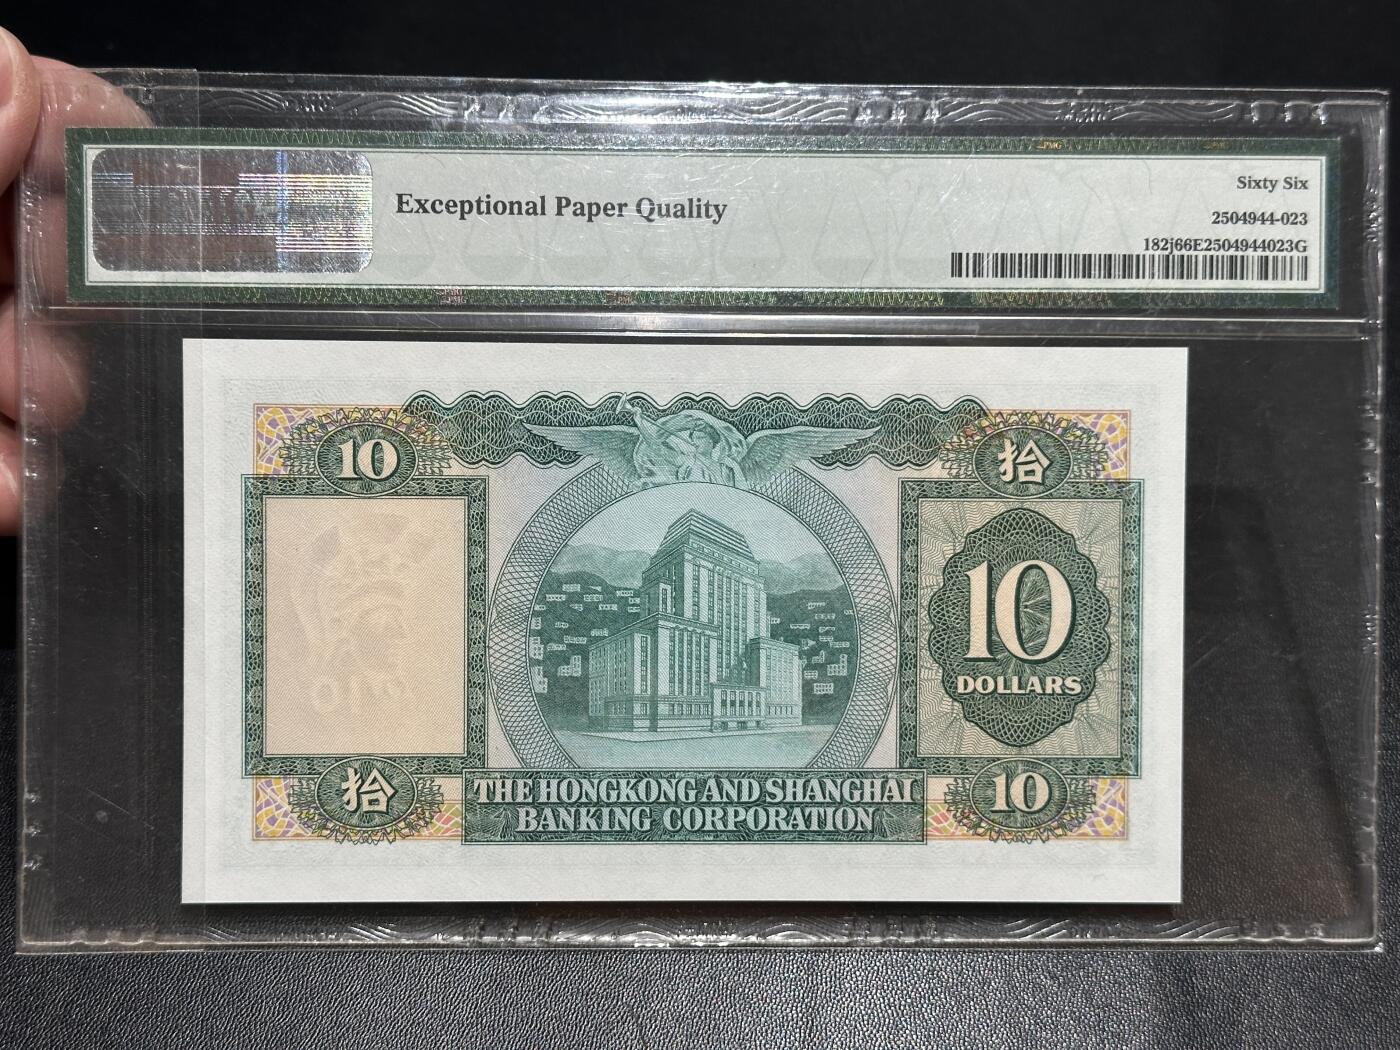 Exceptional Paper Quality
Sixty Six
2504944-023
182j66E2504944023G
10
拾
10
DOLLARS
拾
THE HONGKONG AND SHANGHAI
BANKING CORPORATION
10